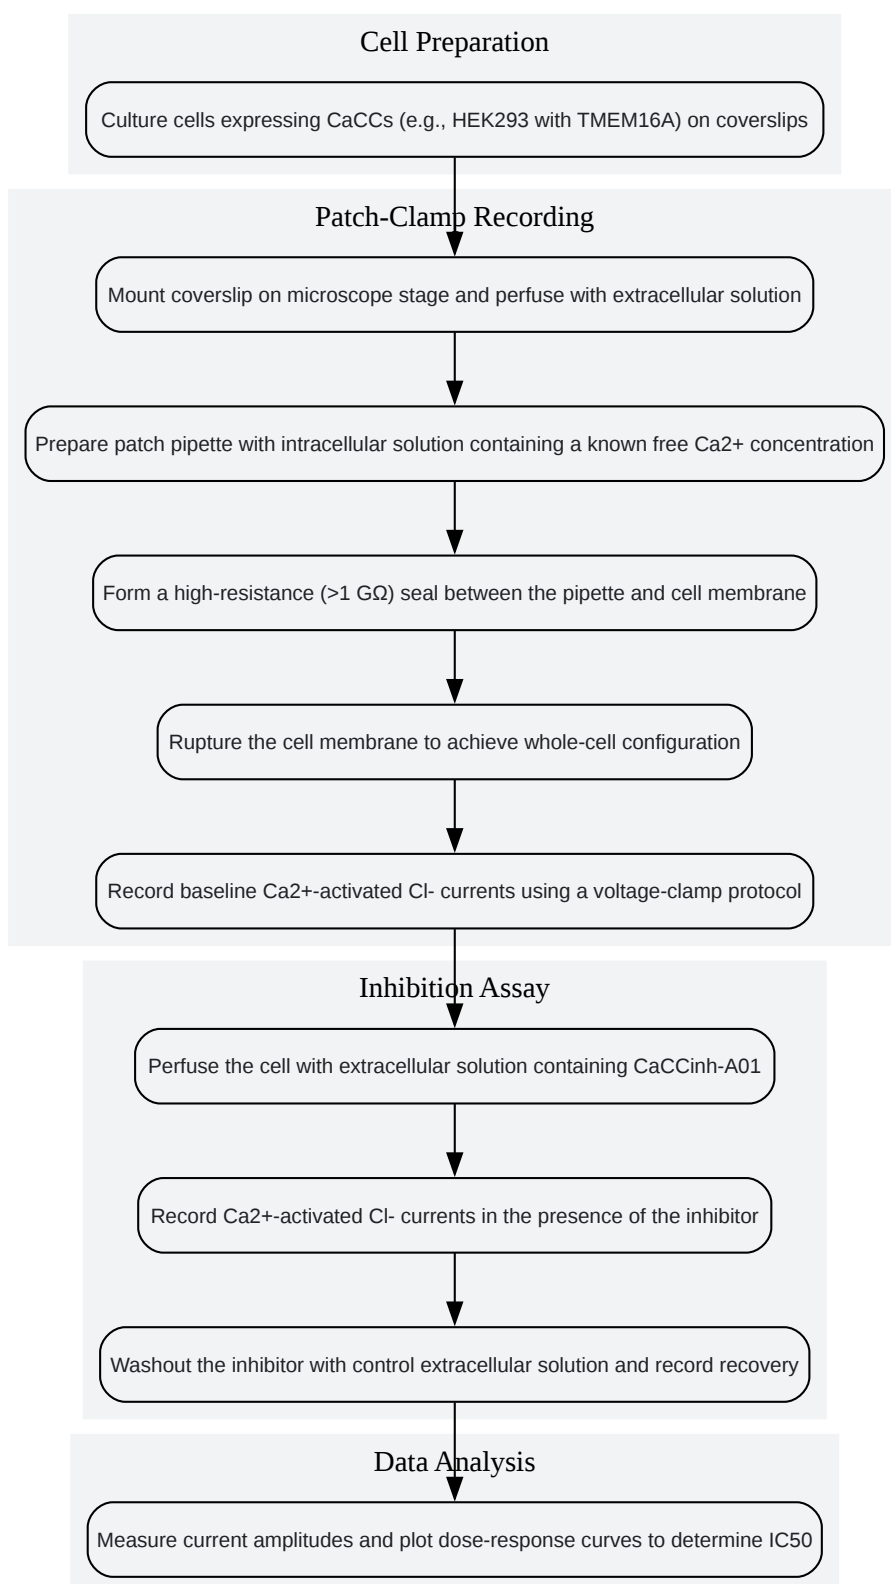 Cell Preparation
Culture cells expressing CaCCs (e.g., HEK293 with TMEM16A) on coverslips
Patch-Clamp Recording
Mount coverslip on microscope stage and perfuse with extracellular solution
Prepare patch pipette with intracellular solution containing a known free Ca2+ concentration
Form a high-resistance (>1 GΩ) seal between the pipette and cell membrane
Rupture the cell membrane to achieve whole-cell configuration
Record baseline Ca2+-activated Cl- currents using a voltage-clamp protocol
Inhibition Assay
Perfuse the cell with extracellular solution containing CaCCinh-A01
Record Ca2+-activated Cl- currents in the presence of the inhibitor
Washout the inhibitor with control extracellular solution and record recovery
Data Analysis
Measure current amplitudes and plot dose-response curves to determine IC50